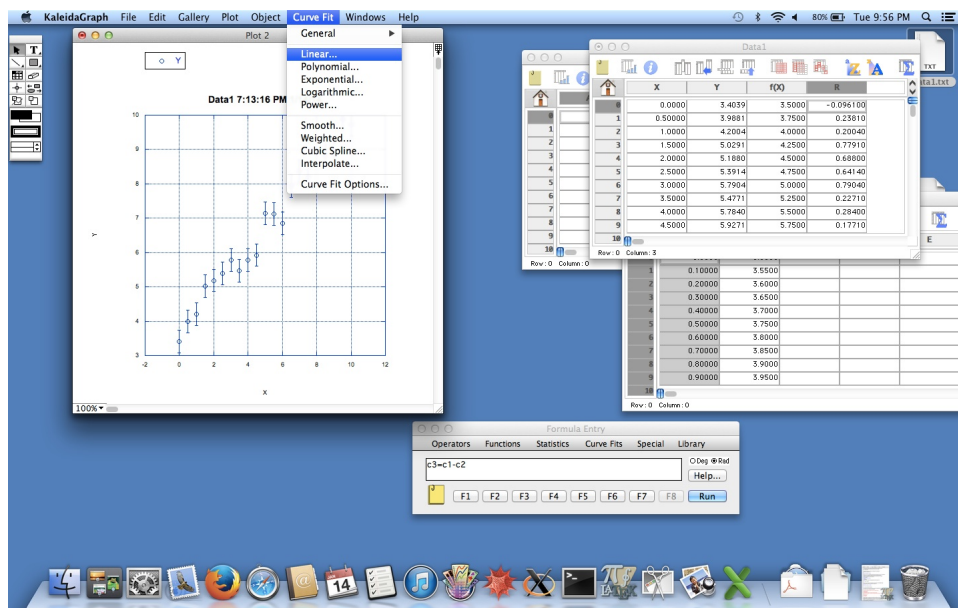 KaleidaGraph File Edit Gallery Plot Object Curve Fit Windows Help 80% Tue 9:56 PM
General
Linear...
Polynomial...
Exponential...
Logarithmic...
Power...
Smooth...
Weighted...
Cubic Spline...
Interpolate...
Curve Fit Options...
Plot 2
Y
Data1 7:13:16 PM
10
9
8
7
6
5
4
3
Y
-2 0 2 4 6 8 10 12
X
100%
T
Data1
X Y f(X) R
0 0.0000 3.4039 3.5000 -0.096100
1 0.50000 3.9881 3.7500 0.23810
2 1.0000 4.2004 4.0000 0.20040
3 1.5000 5.0291 4.2500 0.77910
4 2.0000 5.1880 4.5000 0.68800
5 2.5000 5.3914 4.7500 0.64140
6 3.0000 5.7904 5.0000 0.79040
7 3.5000 5.4771 5.2500 0.22710
8 4.0000 5.7840 5.5000 0.28400
9 4.5000 5.9271 5.7500 0.17710
10
Row: 0 Column: 3
0
1
2
3
4
5
6
7
8
9
10
Row: 0 Column: 0
TXT
E
1 0.10000 3.5500
2 0.20000 3.6000
3 0.30000 3.6500
4 0.40000 3.7000
5 0.50000 3.7500
6 0.60000 3.8000
7 0.70000 3.8500
8 0.80000 3.9000
9 0.90000 3.9500
10
Row: 0 Column: 0
Formula Entry
Operators Functions Statistics Curve Fits Special Library
c3=c1-c2
Deg Rad
Help...
F1 F2 F3 F4 F5 F6 F7 F8 Run
14